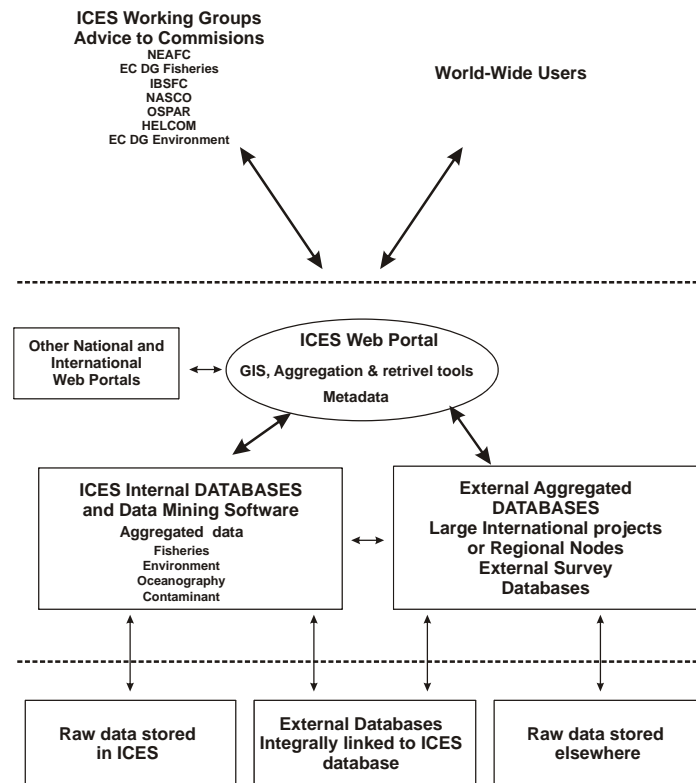 ICES Working Groups
Advice to Commisions
NEAFC
EC DG Fisheries
IBSFC
NASCO
OSPAR
HELCOM
EC DG Environment
World-Wide Users
Other National and
International
Web Portals
ICES Web Portal
GIS, Aggregation & retrivel tools
Metadata
ICES Internal DATABASES
and Data Mining Software
Aggregated data
Fisheries
Environment
Oceanography
Contaminant
External Aggregated
DATABASES
Large International projects
or Regional Nodes
External Survey
Databases
Raw data stored
in ICES
External Databases
Integrally linked to ICES
database
Raw data stored
elsewhere